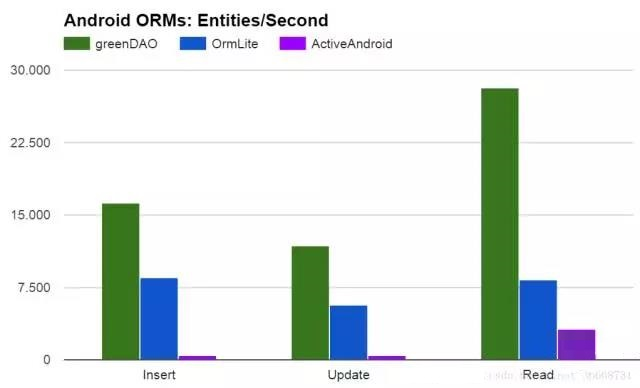 Android ORMs: Entities/Second
greenDAO OrmLite ActiveAndroid
30.000
22.500
15.000
7.500
0
Insert Update Read